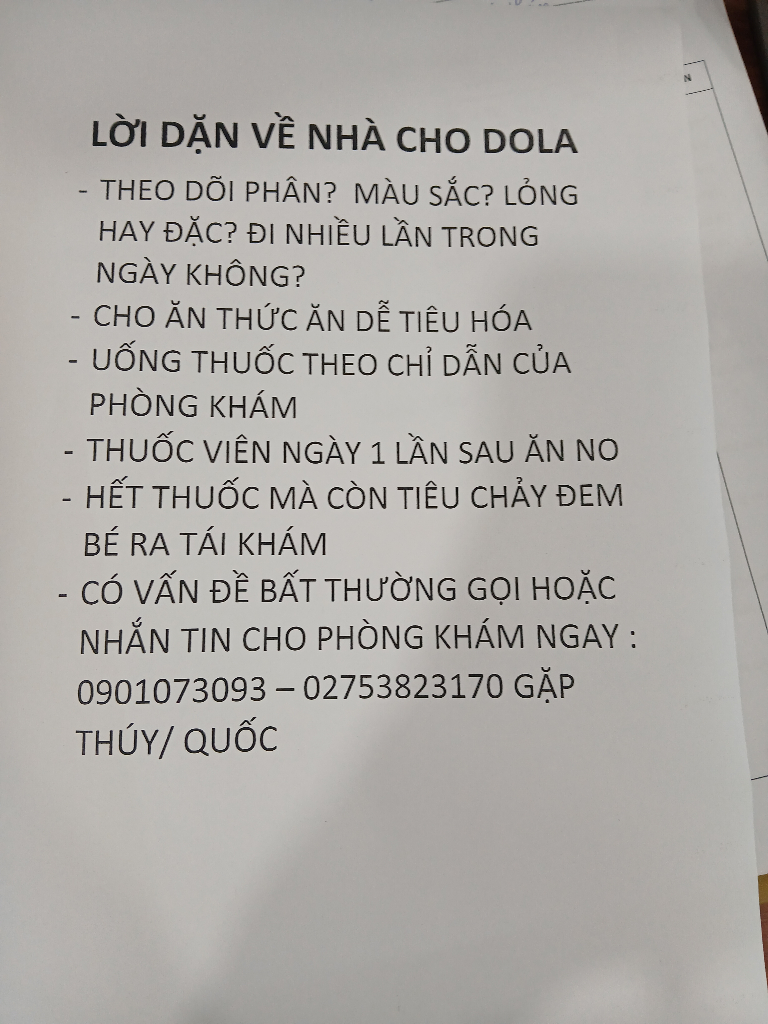 LỜI DẶN VỀ NHÀ CHO DOLA
- THEO DÕI PHÂN? MÀU SẮC? LỎNG
HAY ĐẶC? ĐI NHIỀU LẦN TRONG
NGÀY KHÔNG?
- CHO ĂN THỨC ĂN DỄ TIÊU HÓA
- UỐNG THUỐC THEO CHỈ DẪN CỦA
PHÒNG KHÁM
- THUỐC VIÊN NGÀY 1 LẦN SAU ĂN NO
- HẾT THUỐC MÀ CÒN TIÊU CHẢY ĐEM
BÉ RA TÁI KHÁM
- CÓ VẤN ĐỀ BẤT THƯỜNG GỌI HOẶC
NHẮN TIN CHO PHÒNG KHÁM NGAY :
0901073093 – 02753823170 GẶP
THÚY/ QUỐC